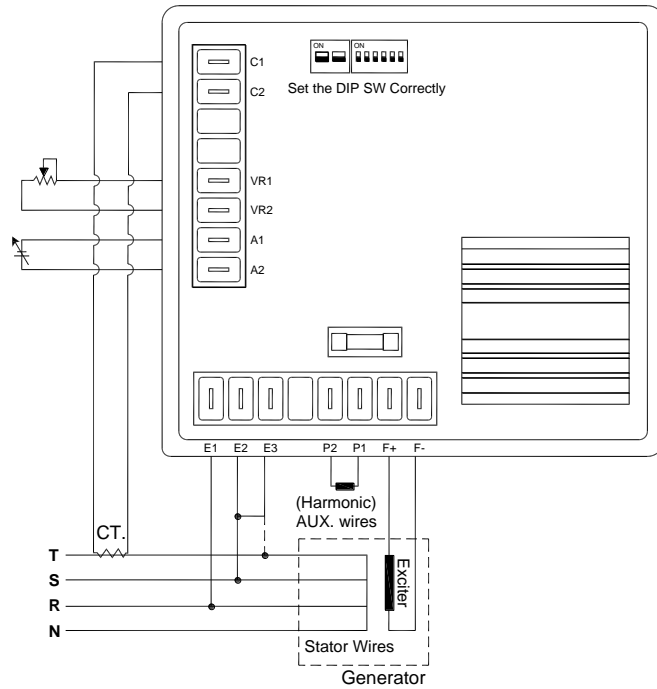 ON
ON
Set the DIP SW Correctly
C1
C2
VR1
VR2
A1
A2
E1 E2 E3 P2 P1 F+ F-
(Harmonic)
AUX. wires
CT.
T
S
R
N
Exciter
Stator Wires
Generator